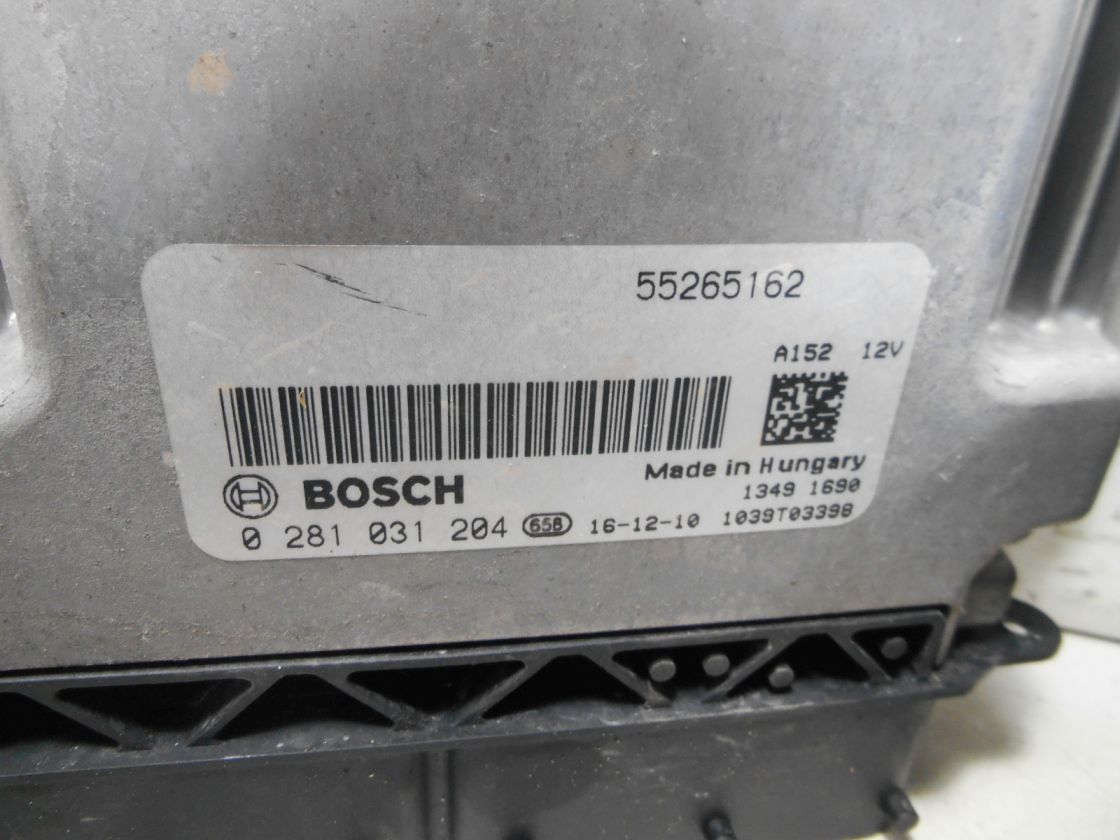 55265162
A152 12V
Made in Hungary
BOSCH
1349 1690
0 281 031 204 658 16-12-10 1039T03398